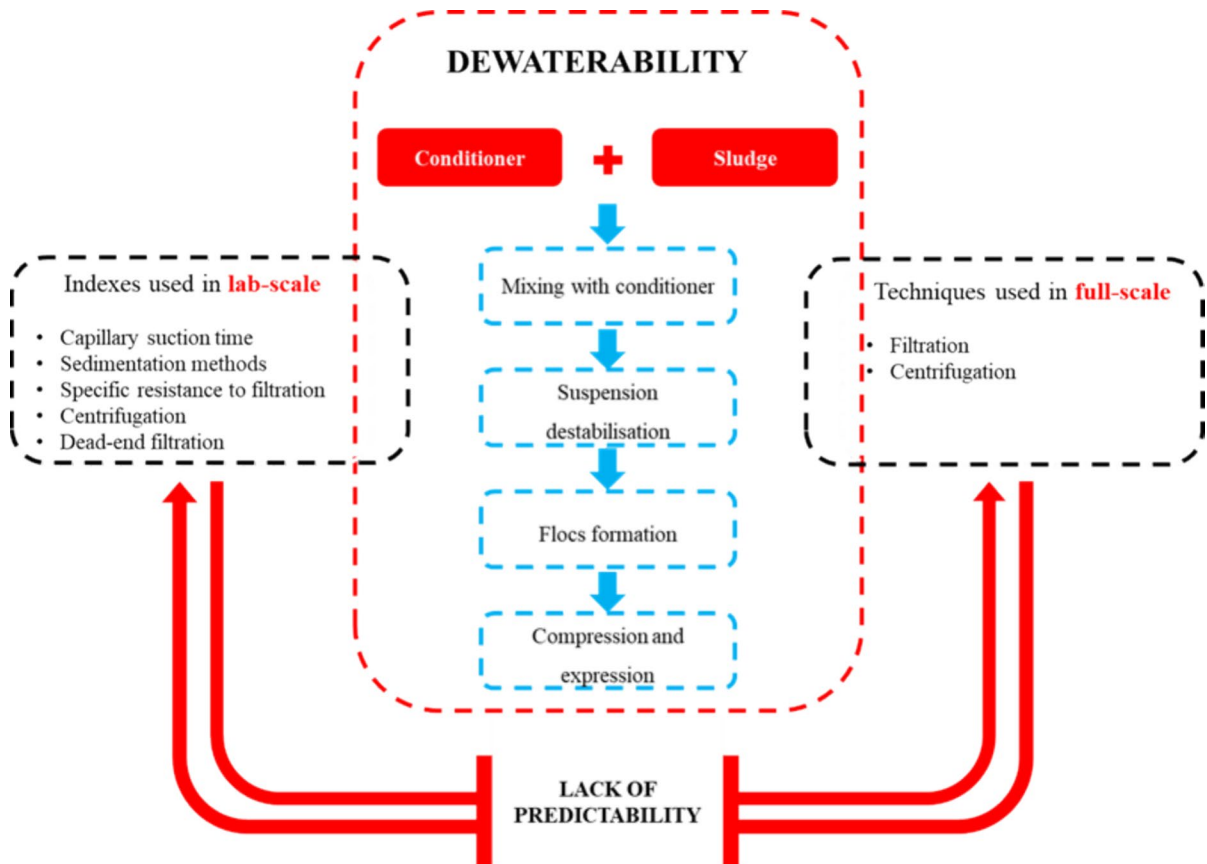 DEWATERABILITY
Conditioner
Sludge
Mixing with conditioner
Suspension
destabilisation
Flocs formation
Compression and
expression
Indexes used in lab-scale
• Capillary suction time
• Sedimentation methods
• Specific resistance to filtration
• Centrifugation
• Dead-end filtration
Techniques used in full-scale
• Filtration
• Centrifugation
LACK OF
PREDICTABILITY